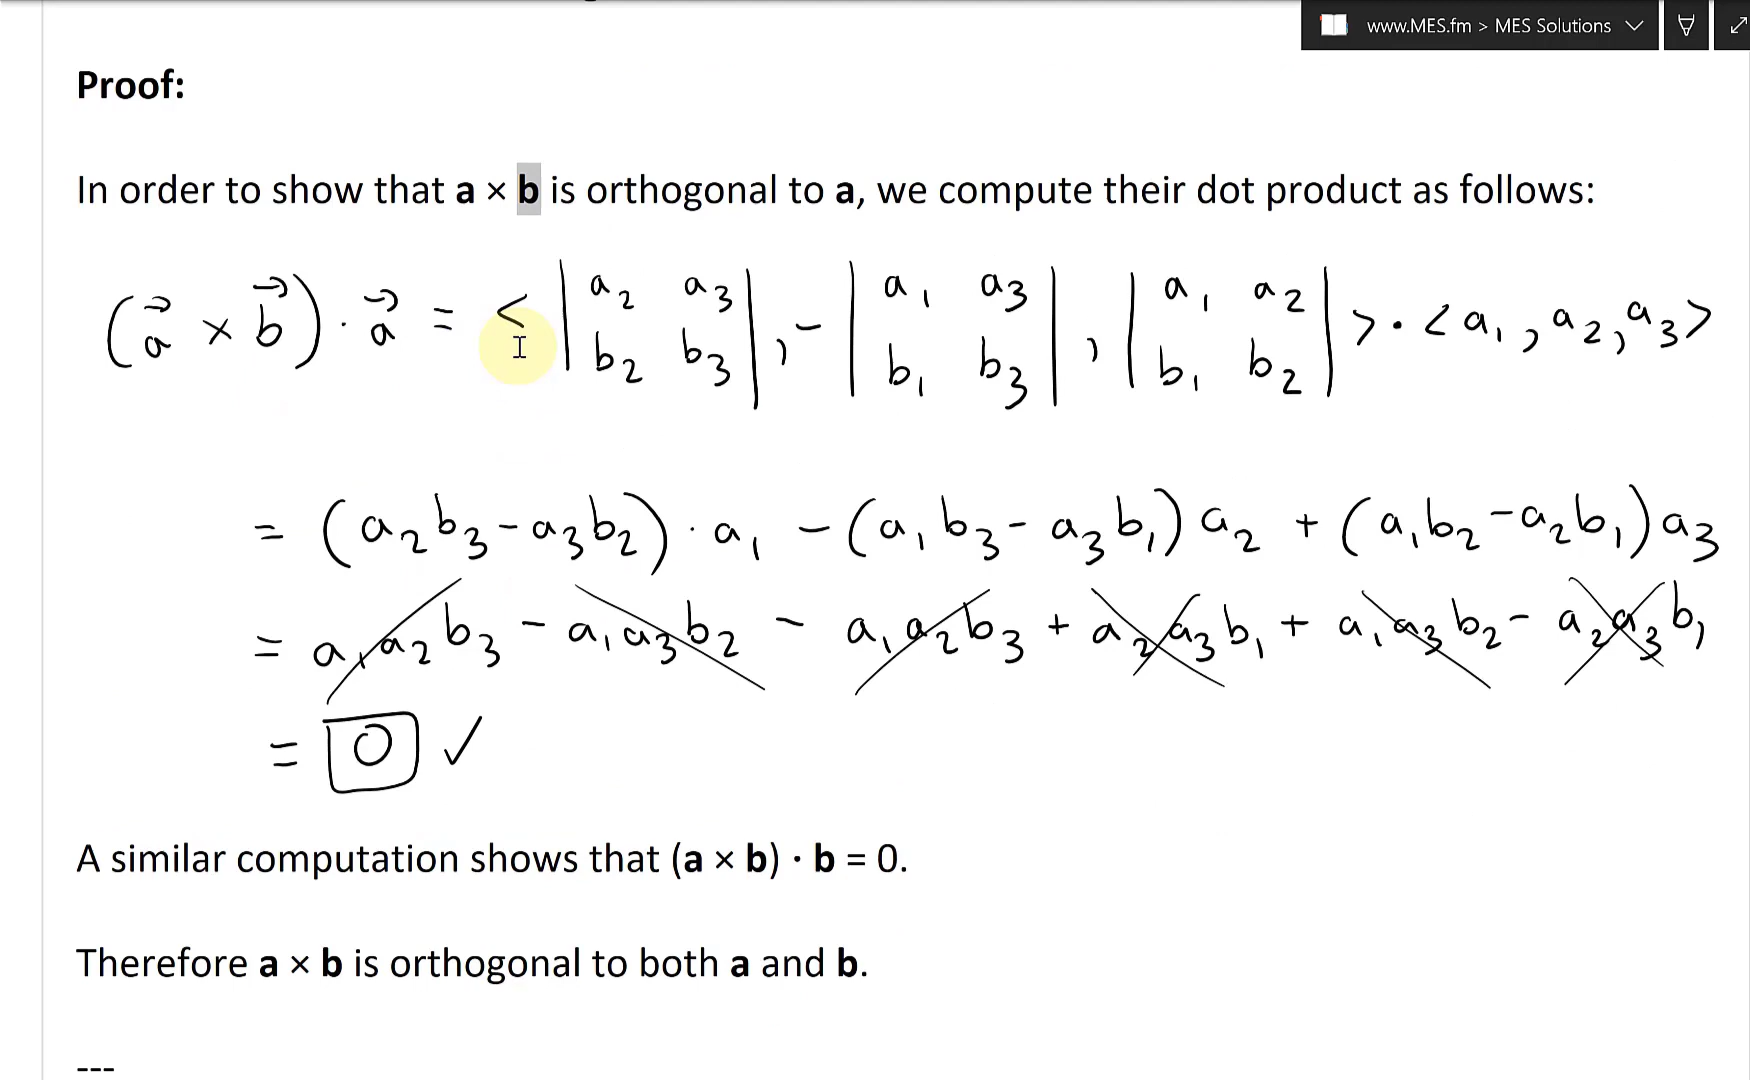 www.MES.fm > MES Solutions
Proof:
In order to show that a × b is orthogonal to a, we compute their dot product as follows:
(a⃗ × b⃗) · a⃗ = < |a₂ a₃; b₂ b₃|, - |a₁ a₃; b₁ b₃|, |a₁ a₂; b₁ b₂| > · <a₁, a₂, a₃>
= (a₂b₃ - a₃b₂) · a₁ - (a₁b₃ - a₃b₁) a₂ + (a₁b₂ - a₂b₁) a₃
= a₁a₂b₃ - a₁a₃b₂ - a₁a₂b₃ + a₂a₃b₁ + a₁a₃b₂ - a₂a₃b₁
= 0 ✓
A similar computation shows that (a × b) · b = 0.
Therefore a × b is orthogonal to both a and b.
---